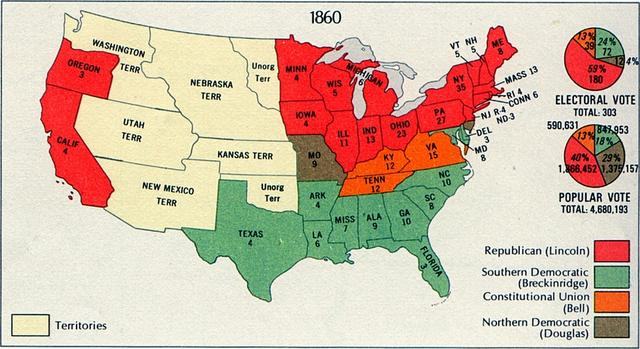 1860
WASHINGTON
TERR
OREGON
3
CALIF
4
UTAH
TERR
NEW MEXICO
TERR
NEBRASKA
TERR
Unorg
Terr
KANSAS TERR
Unorg
Terr
TEXAS
4
MINN
4
IOWA
4
MO
9
ARK
4
LA
6
WIS
5
MICHIGAN
6
ILL
11
IND
13
OHIO
23
KY
12
TENN
12
MISS
7
ALA
9
GA
10
FLORIDA
3
SC
8
NC
10
VA
15
PA
27
NY
35
VT
5
NH
5
ME
8
MASS 13
RI 4
CONN 6
NJ R-4
ND-3
DEL
3
MD
8
13%
39
24%
72
12 4%
59%
180
ELECTORAL VOTE
TOTAL: 303
590,631
13%
847,953
18%
40%
1,866,452
29%
1,375,157
POPULAR VOTE
TOTAL: 4,680,193
Republican (Lincoln)
Southern Democratic
(Breckinridge)
Constitutional Union
(Bell)
Northern Democratic
(Douglas)
Territories